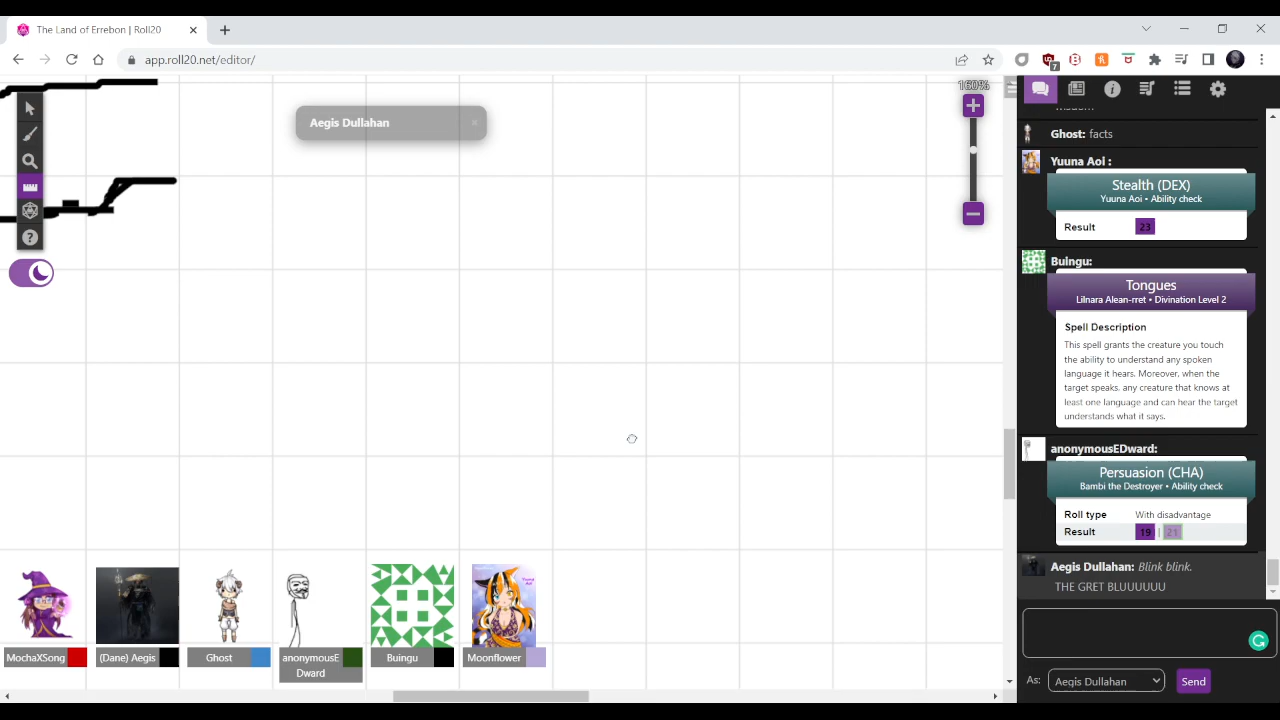 The Land of Errebon | Roll20
app.roll20.net/editor/
7
160%
Aegis Dullahan
Ghost: facts
Yuuna Aoi :
Stealth (DEX)
Yuuna Aoi • Ability check
Result 23
Buingu:
Tongues
Lilnara Alean-rret • Divination Level 2
Spell Description
This spell grants the creature you touch
the ability to understand any spoken
language it hears. Moreover, when the
target speaks, any creature that knows at
least one language and can hear the target
understands what it says.
anonymousEDward:
Persuasion (CHA)
Bambi the Destroyer • Ability check
Roll type With disadvantage
Result 19 | 21
Aegis Dullahan: Blink blink.
THE GRET BLUUUUUU
As: Aegis Dullahan Send
MochaXSong
(Dane) Aegis
Ghost
anonymousE
Dward
Buingu
Moonflower